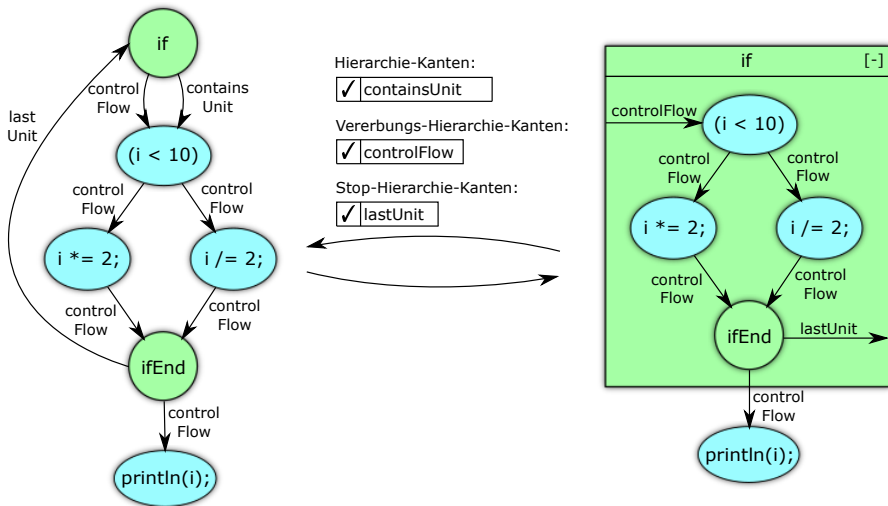 if
control
Flow
contains
Unit
last
Unit
(i < 10)
control
Flow
control
Flow
i *= 2;
i /= 2;
control
Flow
control
Flow
ifEnd
control
Flow
println(i);
Hierarchie-Kanten:
✓ containsUnit
Vererbungs-Hierarchie-Kanten:
✓ controlFlow
Stop-Hierarchie-Kanten:
✓ lastUnit
if [-]
controlFlow
(i < 10)
control
Flow
control
Flow
i *= 2;
i /= 2;
control
Flow
control
Flow
ifEnd
lastUnit
control
Flow
println(i);